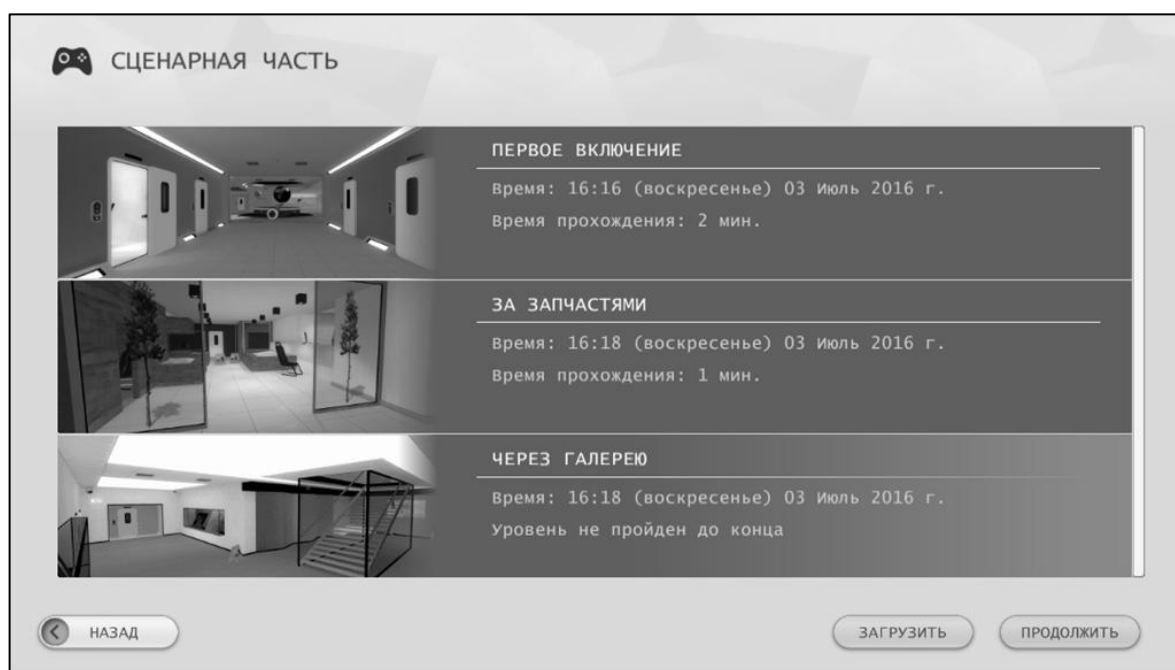 СЦЕНАРНАЯ ЧАСТЬ
ПЕРВОЕ ВКЛЮЧЕНИЕ
Время: 16:16 (воскресенье) 03 Июль 2016 г.
Время прохождения: 2 мин.
ЗА ЗАПЧАСТЯМИ
Время: 16:18 (воскресенье) 03 Июль 2016 г.
Время прохождения: 1 мин.
ЧЕРЕЗ ГАЛЕРЕЮ
Время: 16:18 (воскресенье) 03 Июль 2016 г.
Уровень не пройден до конца
НАЗАД
ЗАГРУЗИТЬ
ПРОДОЛЖИТЬ